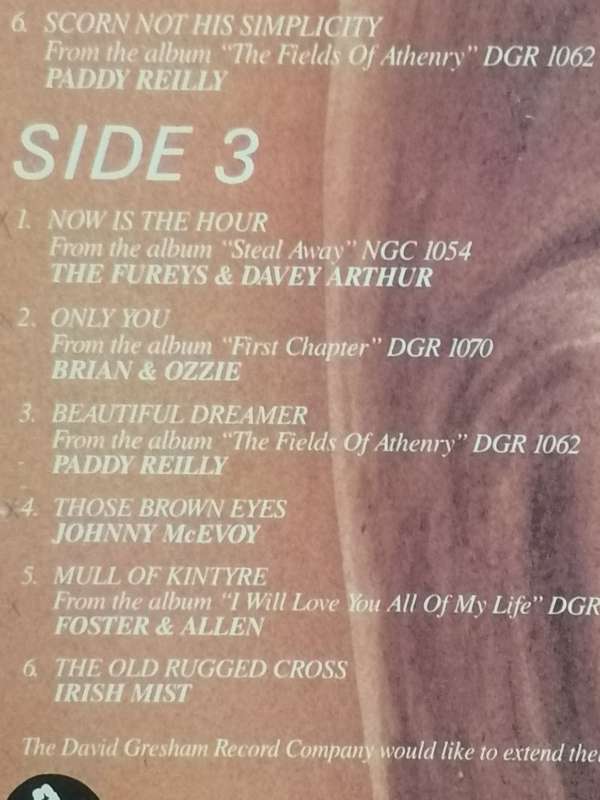 6. SCORN NOT HIS SIMPLICITY
From the album "The Fields Of Athenry" DGR 1062
PADDY REILLY
SIDE 3
1. NOW IS THE HOUR
From the album "Steal Away" NGC 1054
THE FUREYS & DAVEY ARTHUR
2. ONLY YOU
From the album "First Chapter" DGR 1070
BRIAN & OZZIE
3. BEAUTIFUL DREAMER
From the album "The Fields Of Athenry" DGR 1062
PADDY REILLY
4. THOSE BROWN EYES
JOHNNY McEVOY
5. MULL OF KINTYRE
From the album "I Will Love You All Of My Life" DGR
FOSTER & ALLEN
6. THE OLD RUGGED CROSS
IRISH MIST
The David Gresham Record Company would like to extend